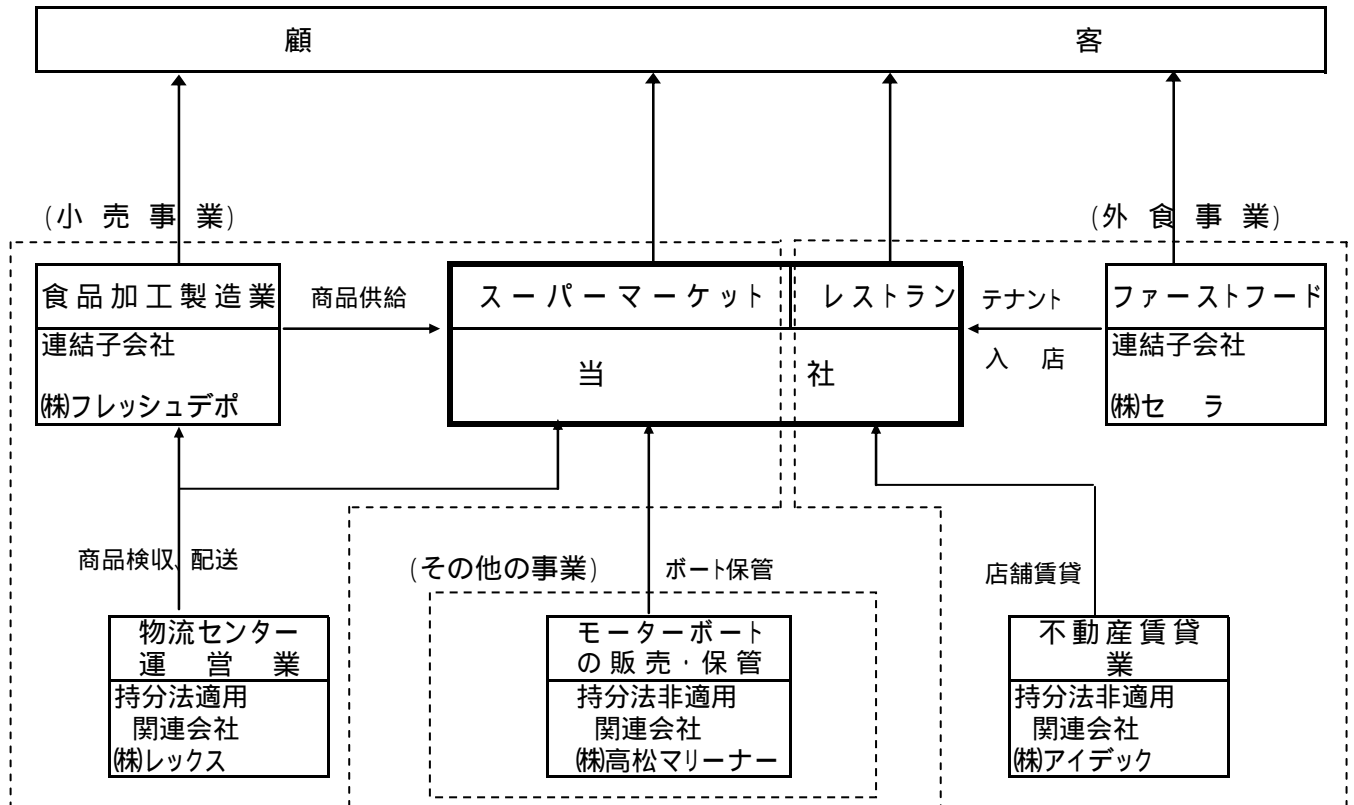 顧 客
(小 売 事 業)
(外 食 事 業)
食品加工製造業
商品供給
スーパーマーケット
レストラン
テナント
ファーストフード
連結子会社
当 社
入 店
連結子会社
㈱フレッシュデポ
㈱セ ラ
商品検収、配送
(その他の事業)
ボート保管
店舗賃貸
物流センター
運 営 業
モーターボート
の販売・保管
不動産賃貸
業
持分法適用
関連会社
㈱レックス
持分法非適用
関連会社
㈱高松マリーナー
持分法非適用
関連会社
㈱アイデック